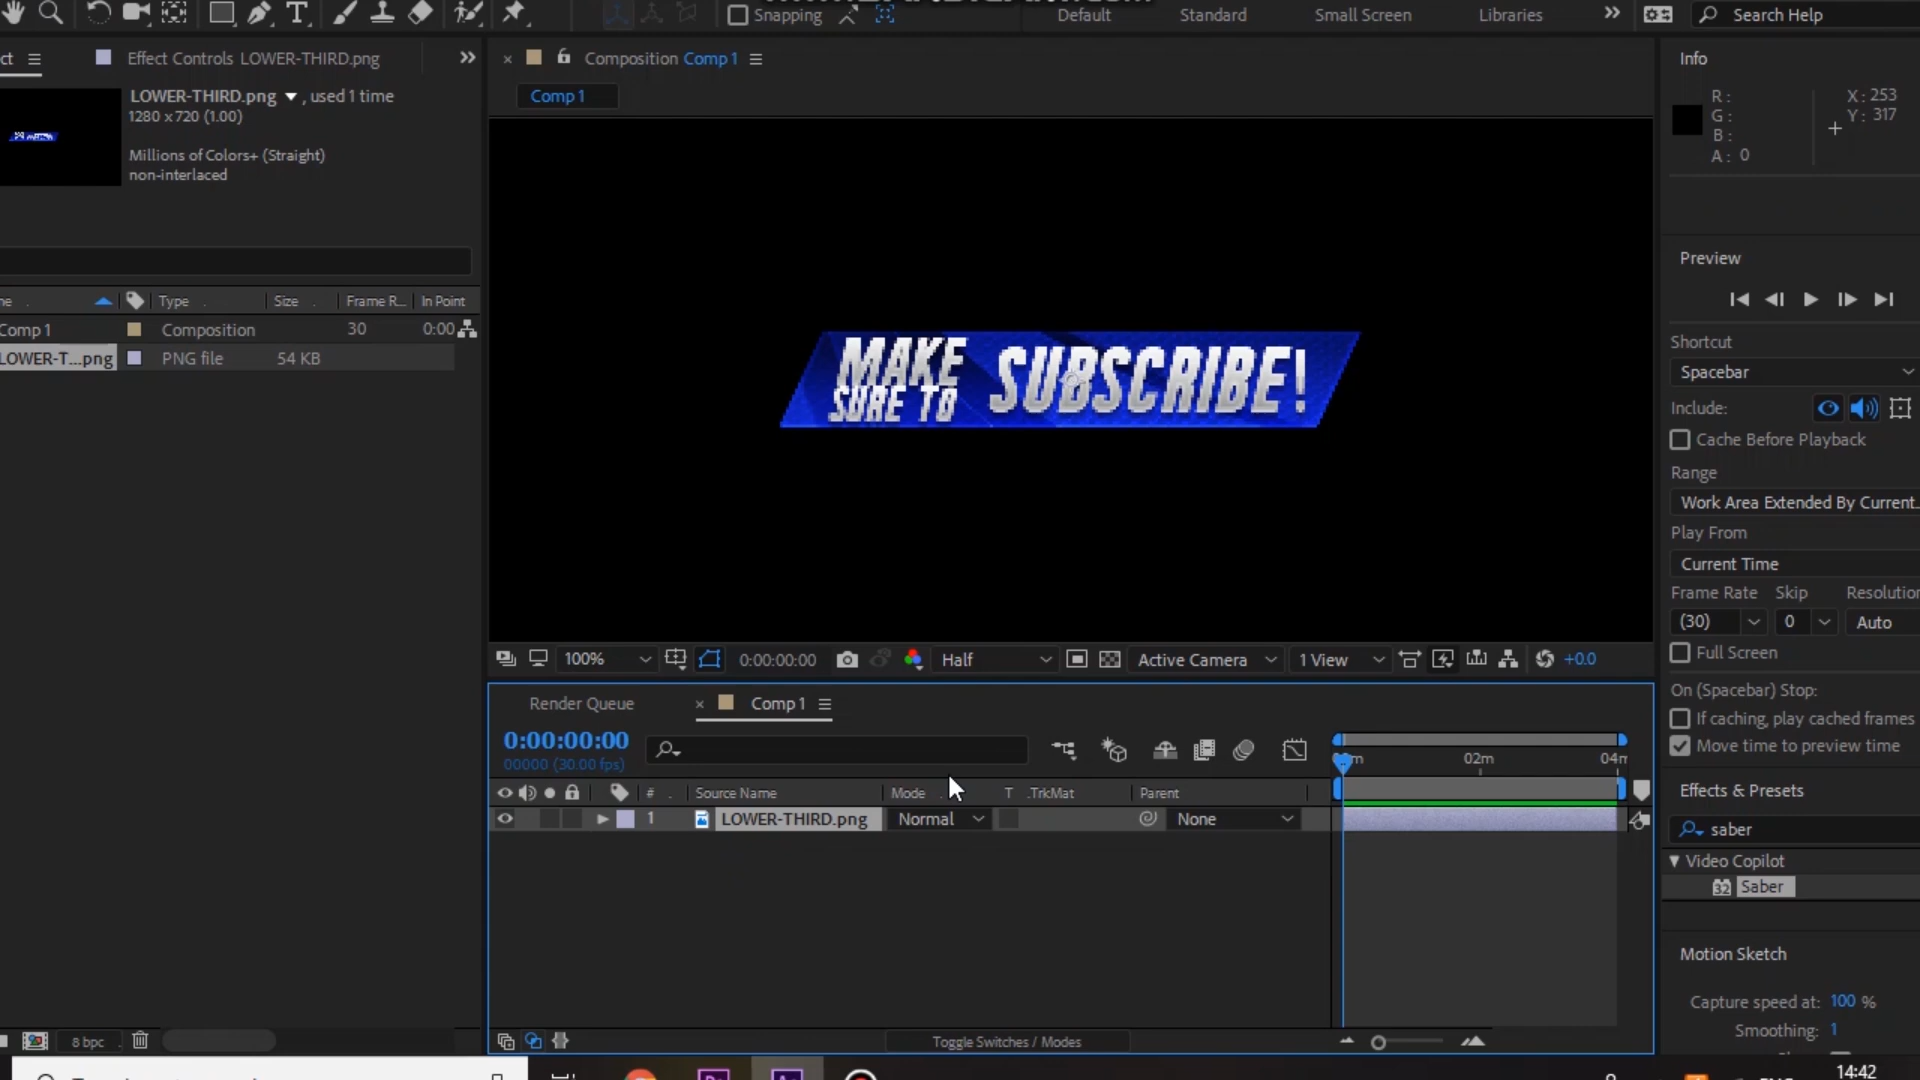 Snapping
Default
Standard
Small Screen
Libraries
Search Help
ct
Effect Controls LOWER-THIRD.png
LOWER-THIRD.png , used 1 time
1280 x 720 (1.00)
Millions of Colors+ (Straight)
non-interlaced
ne
Type
Size
Frame R...
In Point
Comp 1
Composition
30
0:00
LOWER-T...png
PNG file
54 KB
8 bpc
Composition Comp 1
Comp 1
MAKE
SURE TO
SUBSCRIBE!
100%
0:00:00:00
Half
Active Camera
1 View
+0.0
Render Queue
Comp 1
0:00:00:00
00000 (30.00 fps)
02m
04m
#
Source Name
Mode
T
.TrkMat
Parent
1
LOWER-THIRD.png
Normal
None
Toggle Switches / Modes
Info
R :
G :
B :
A : 0
X : 253
Y : 317
Preview
Shortcut
Spacebar
Include:
Cache Before Playback
Range
Work Area Extended By Current...
Play From
Current Time
Frame Rate
Skip
Resolution
(30)
0
Auto
Full Screen
On (Spacebar) Stop:
If caching, play cached frames
Move time to preview time
Effects & Presets
saber
Video Copilot
32
Saber
Motion Sketch
Capture speed at: 100 %
Smoothing: 1
14:42